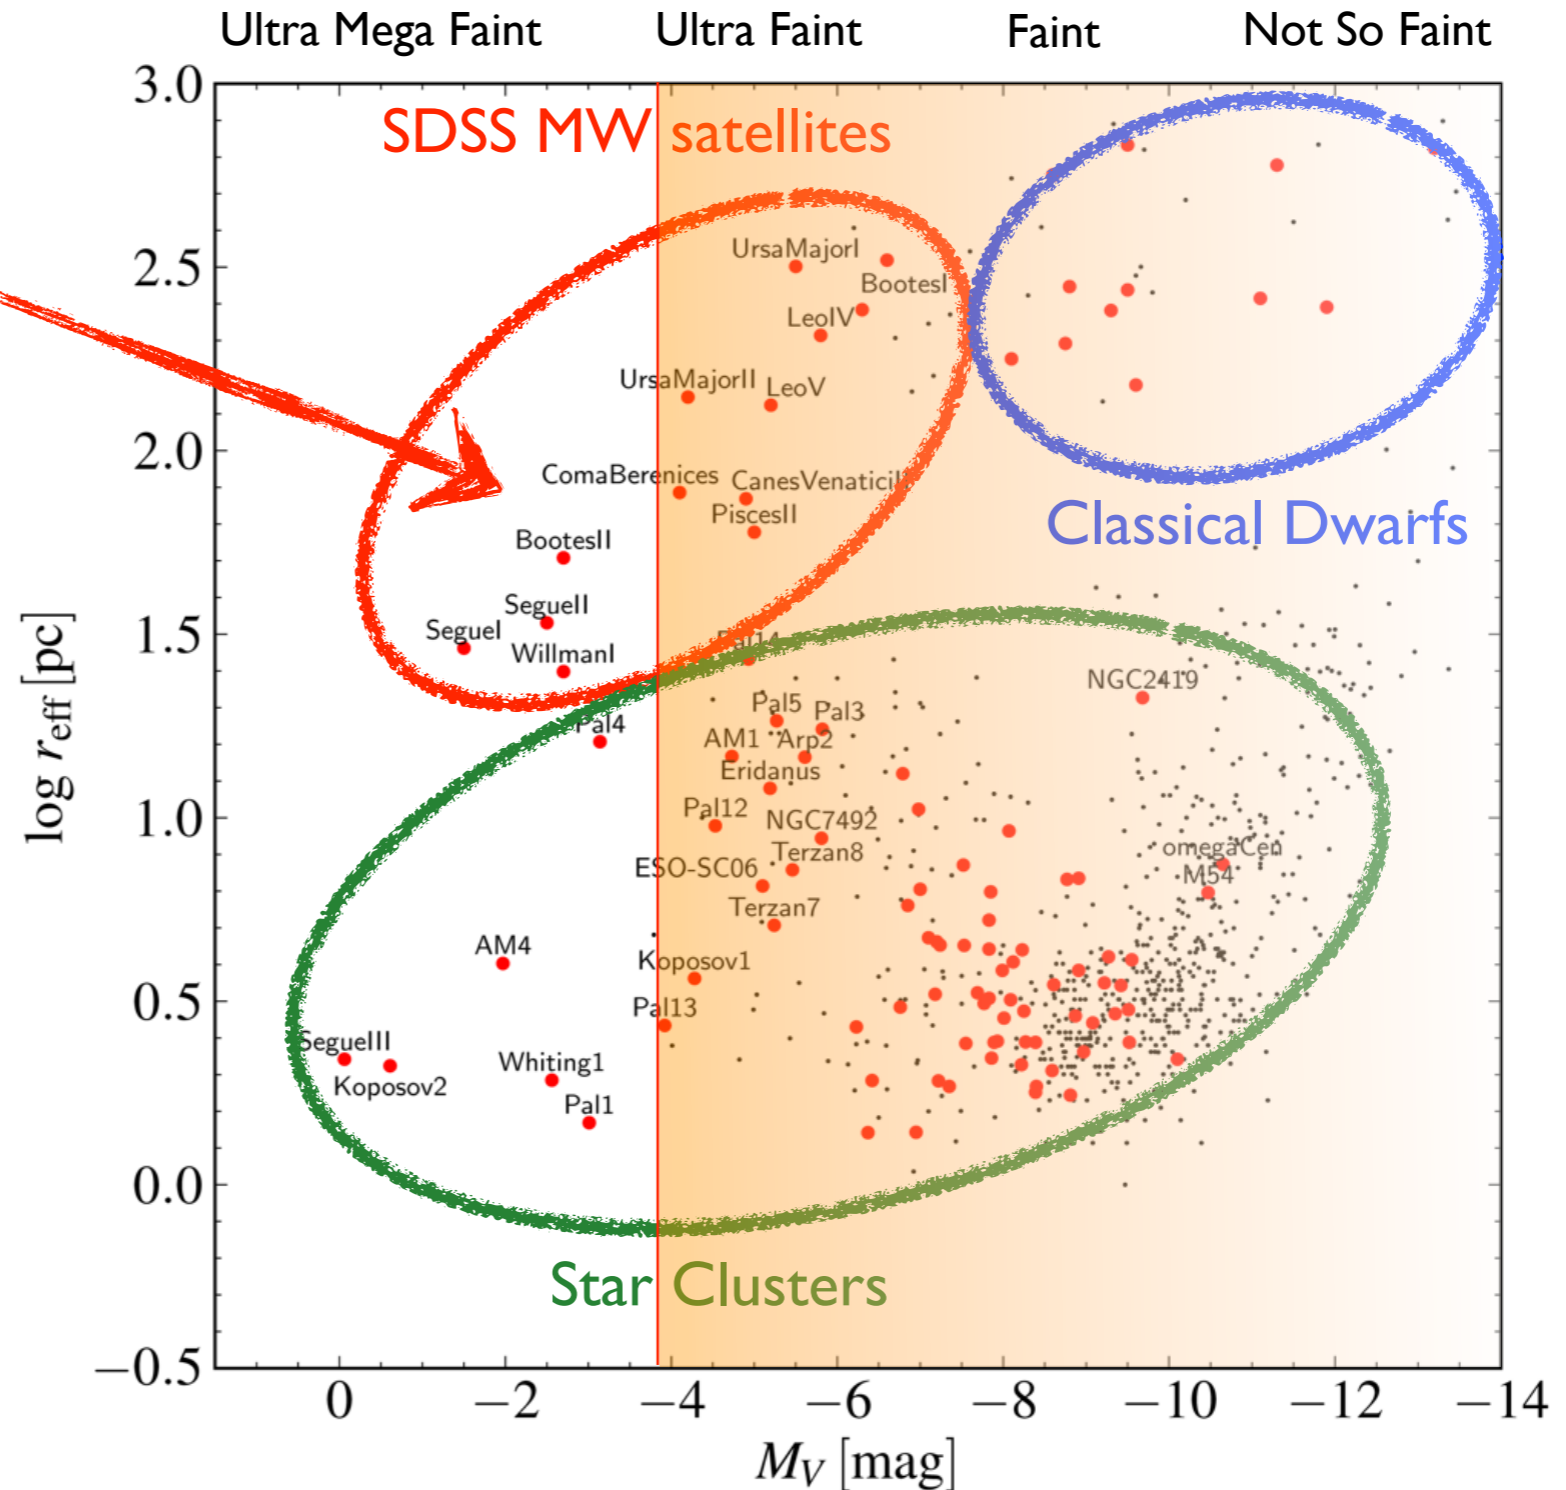 Ultra Mega Faint Ultra Faint Faint Not So Faint
3.0
SDSS MW satellites
UrsaMajorI
2.5
BootesI
LeoIV
UrsaMajorII LeoV
2.0
ComaBerenices CanesVenaticiI
PiscesII
Classical Dwarfs
BootesII
SegueII
SegueI
1.5
WillmanI
Pal14
NGC2419
Pal5 Pal3
Pal4
AM1 Arp2
Eridanus
Pal12
1.0
NGC7492
omegaCen
Terzan8
ESO-SC06
M54
Terzan7
AM4
Koposov1
0.5
Pal13
SegueIII
Whiting1
Koposov2
Pal1
0.0
Star Clusters
−0.5
0 −2 −4 −6 −8 −10 −12 −14
log r_eff [pc]
M_V [mag]